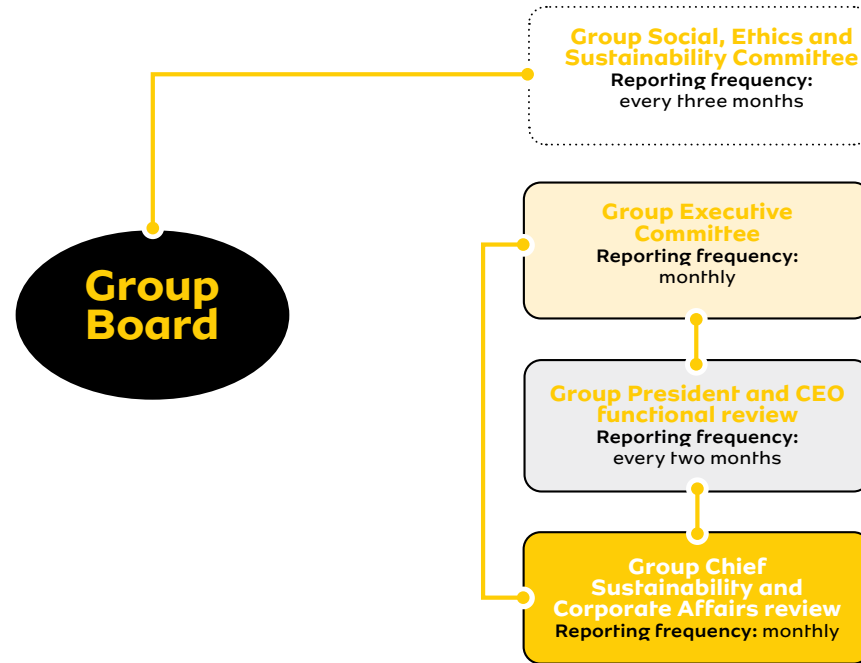 Group Social, Ethics and
Sustainability Committee
Reporting frequency:
every three months
Group Board
Group Executive
Committee
Reporting frequency:
monthly
Group President and CEO
functional review
Reporting frequency:
every two months
Group Chief
Sustainability and
Corporate Affairs review
Reporting frequency: monthly